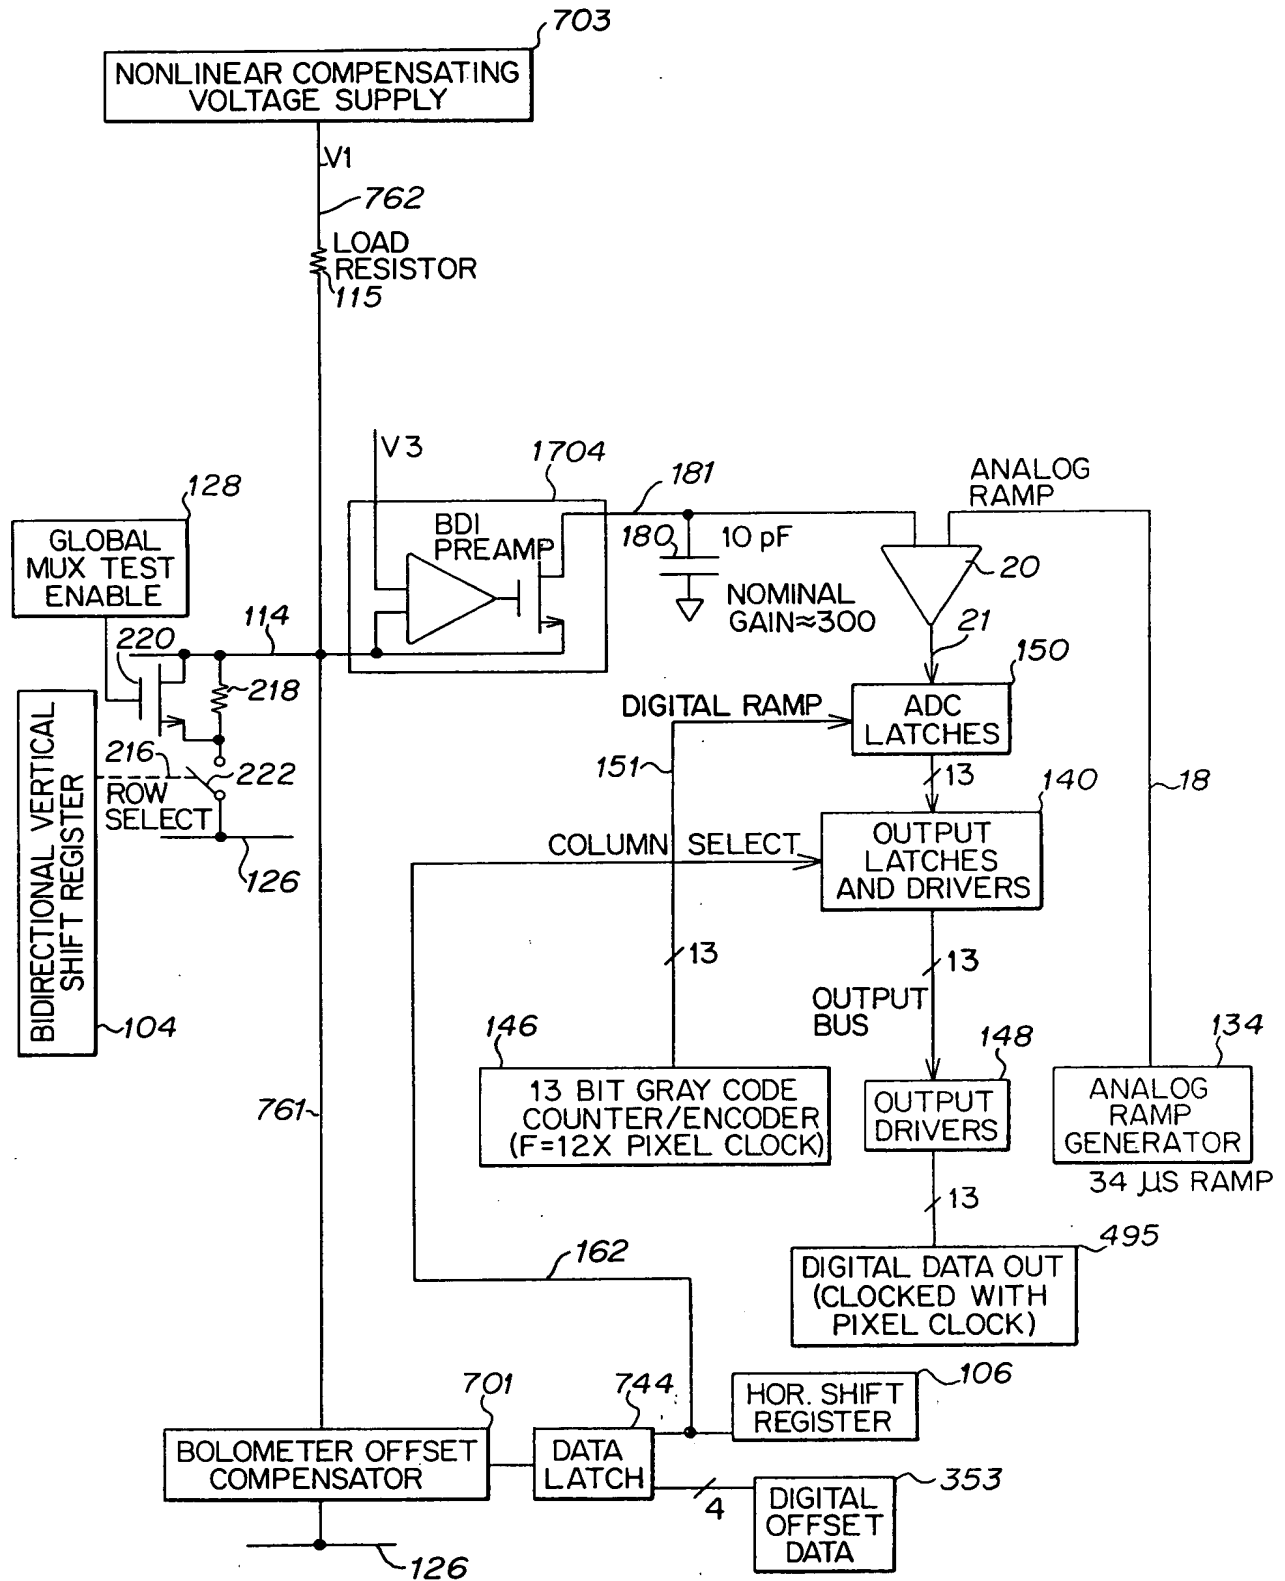 703
NONLINEAR COMPENSATING
VOLTAGE SUPPLY
V1
762
LOAD
RESISTOR
115
V3
1704
181
ANALOG
RAMP
128
GLOBAL
MUX TEST
ENABLE
BDI
PREAMP
180
10 pF
20
NOMINAL
GAIN≈300
220
114
21
150
218
DIGITAL RAMP
ADC
LATCHES
BIDIRECTIONAL VERTICAL
SHIFT REGISTER
216
222
ROW
SELECT
151
13
140
18
COLUMN SELECT
OUTPUT
LATCHES
AND DRIVERS
126
13
13
OUTPUT
BUS
104
146
148
134
761
13 BIT GRAY CODE
COUNTER/ENCODER
(F=12X PIXEL CLOCK)
OUTPUT
DRIVERS
ANALOG
RAMP
GENERATOR
34 µS RAMP
13
162
495
DIGITAL DATA OUT
(CLOCKED WITH
PIXEL CLOCK)
701
744
106
HOR. SHIFT
REGISTER
BOLOMETER OFFSET
COMPENSATOR
DATA
LATCH
4
353
DIGITAL
OFFSET
DATA
126